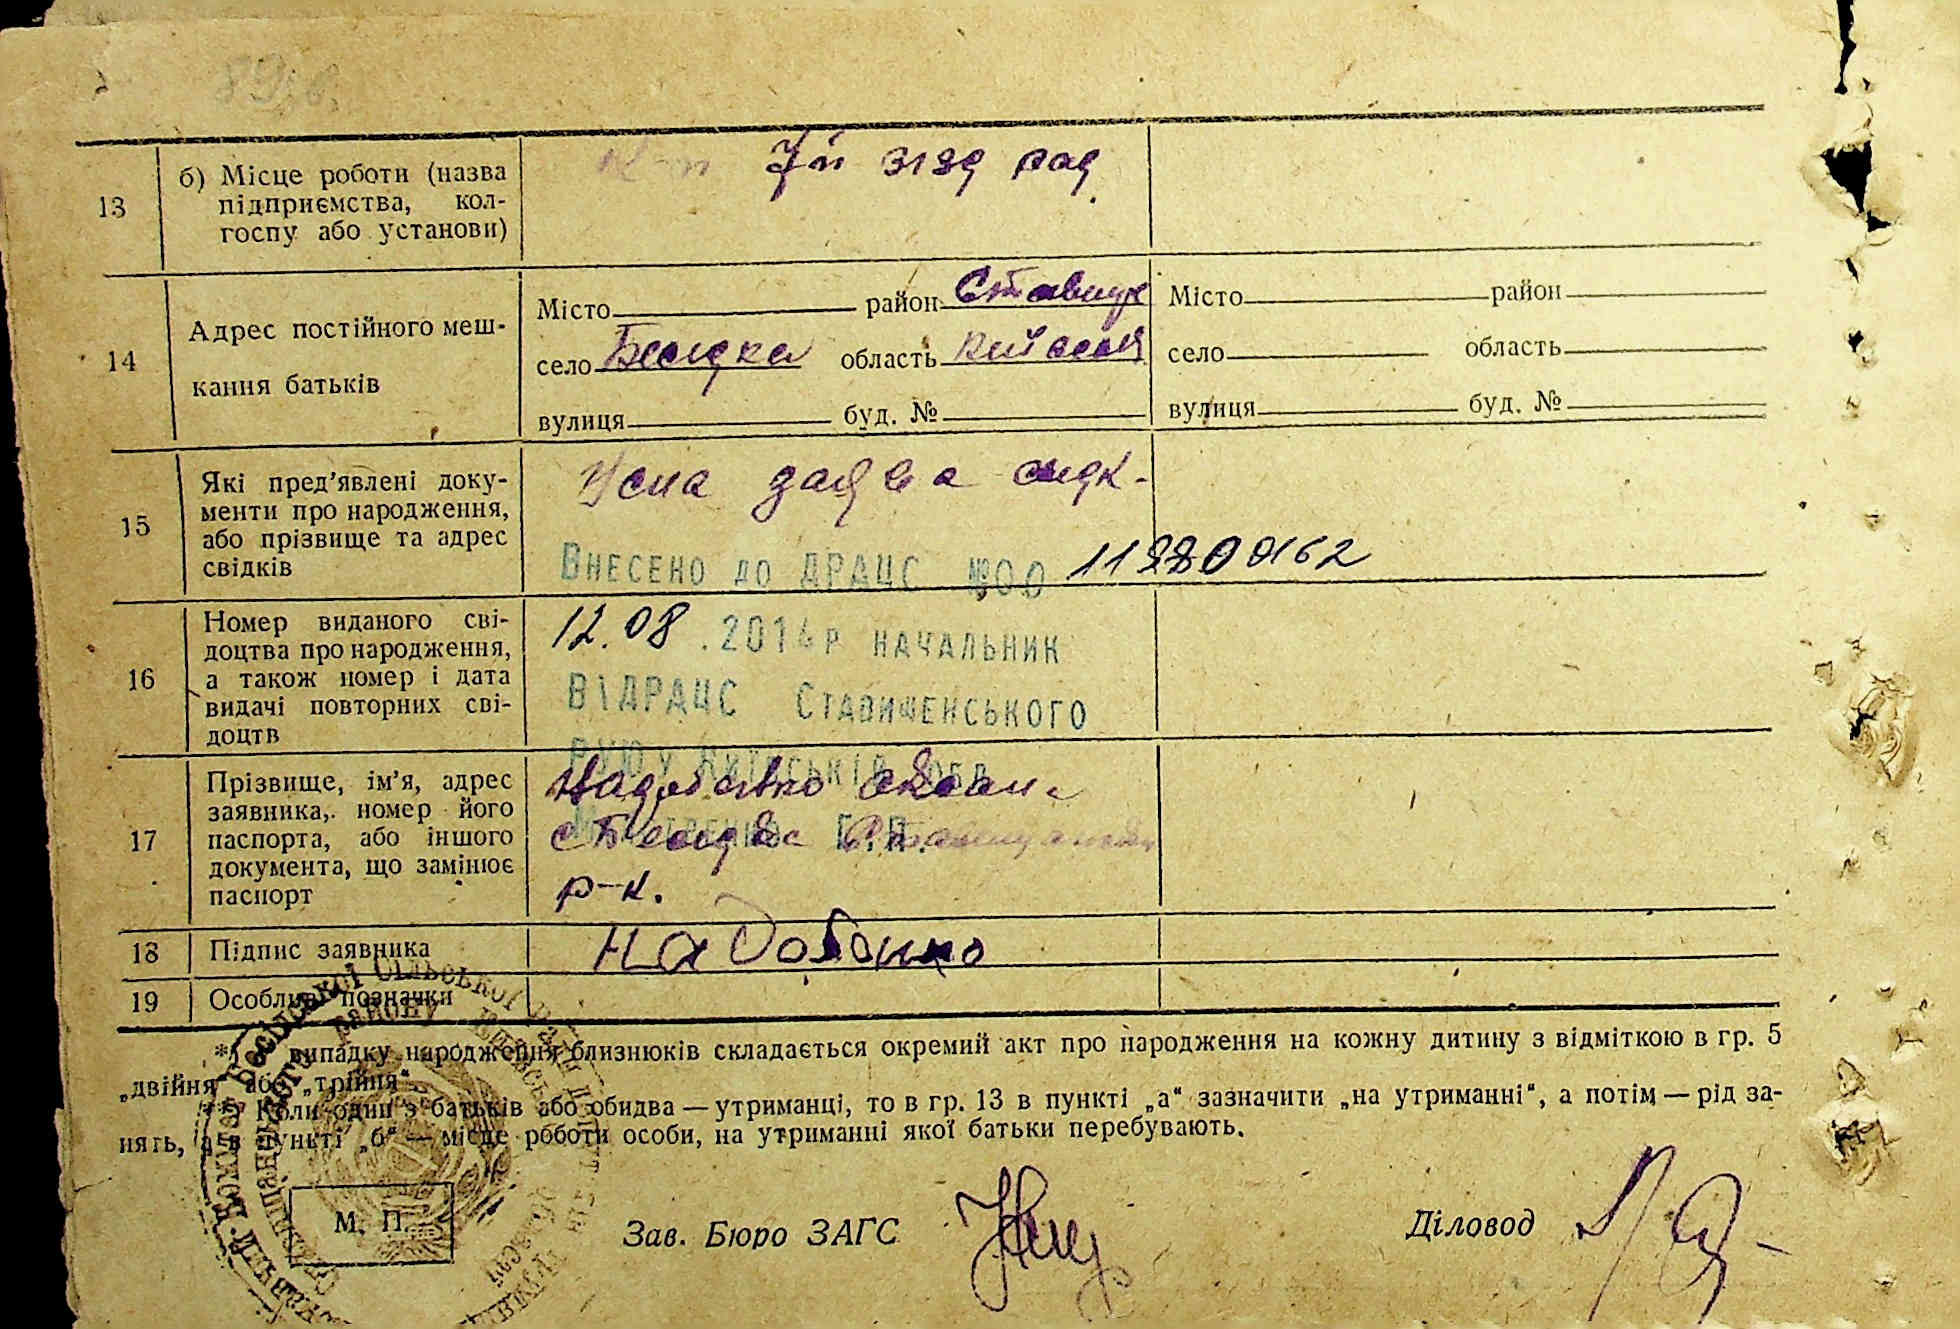 13
б) Місце роботи (назва
підприємства, кол-
госпу або установи)
7й зізд рад
14
Адрес постійного меш-
кання батьків
Місто район Ставищ
село Бесідка область Київська
вулиця буд. №
Місто район
село область
вулиця буд. №
15
Які пред’явлені доку-
менти про народження,
або прізвище та адрес
свідків
Усна заява
Внесено до ДРАЦС №00
16
Номер виданого сві-
доцтва про народження,
а також номер і дата
видачі повторних сві-
доцтв
12.08.2014р начальник
ВіДРАЦС Ставищенського
РУЮ у Київській обл
17
Прізвище, ім’я, адрес
заявника, номер його
паспорта, або іншого
документа, що замінює
паспорт
Надобенко
с Бесідка
р-н.
18
Підпис заявника
Надобенко
19
Особливі позначки
*) випадку народження близнюків складається окремий акт про народження на кожну дитину з відміткою в гр. 5
„двійня“ або „трійня“.
**) Коли один з батьків або обидва — утриманці, то в гр. 13 в пункті „а“ зазначити „на утриманні“, а потім — рід за-
нять, а в пункті „б“ — місце роботи особи, на утриманні якої батьки перебувають.
М. П.
Зав. Бюро ЗАГС
Діловод